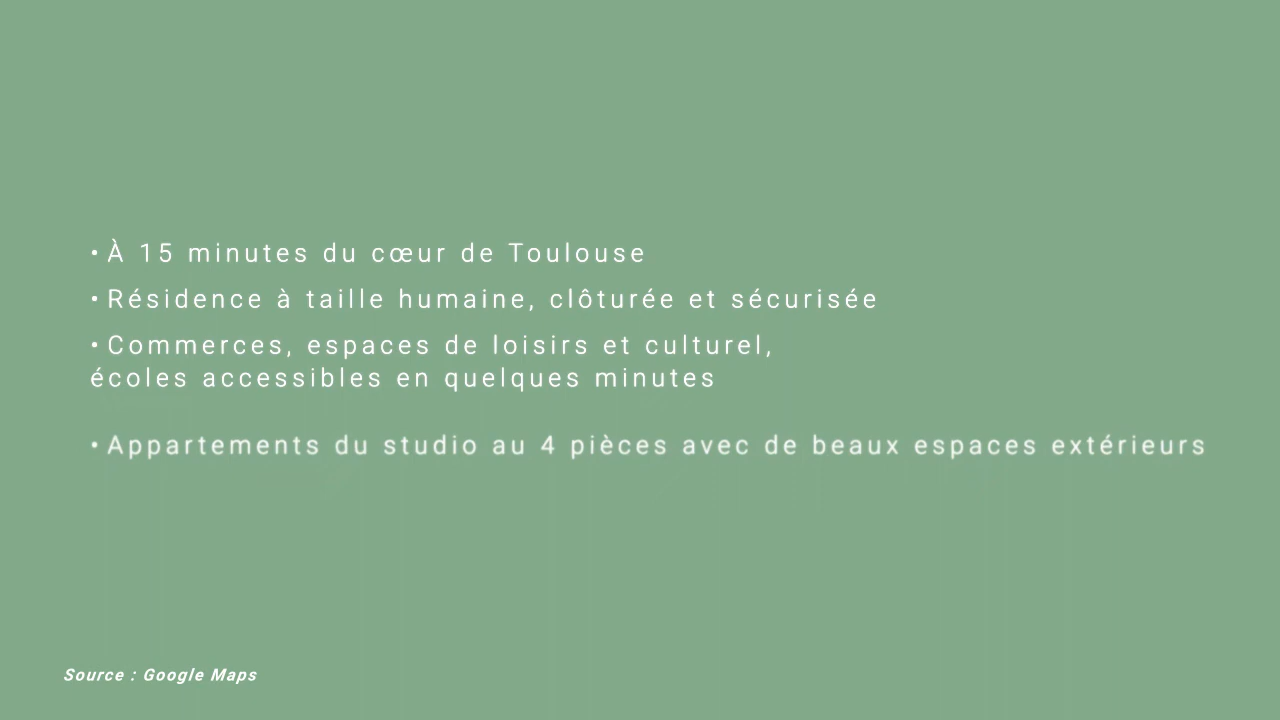 • À 15 minutes du cœur de Toulouse
• Résidence à taille humaine, clôturée et sécurisée
• Commerces, espaces de loisirs et culturel,
écoles accessibles en quelques minutes
• Appartements du studio au 4 pièces avec de beaux espaces extérieurs
Source : Google Maps